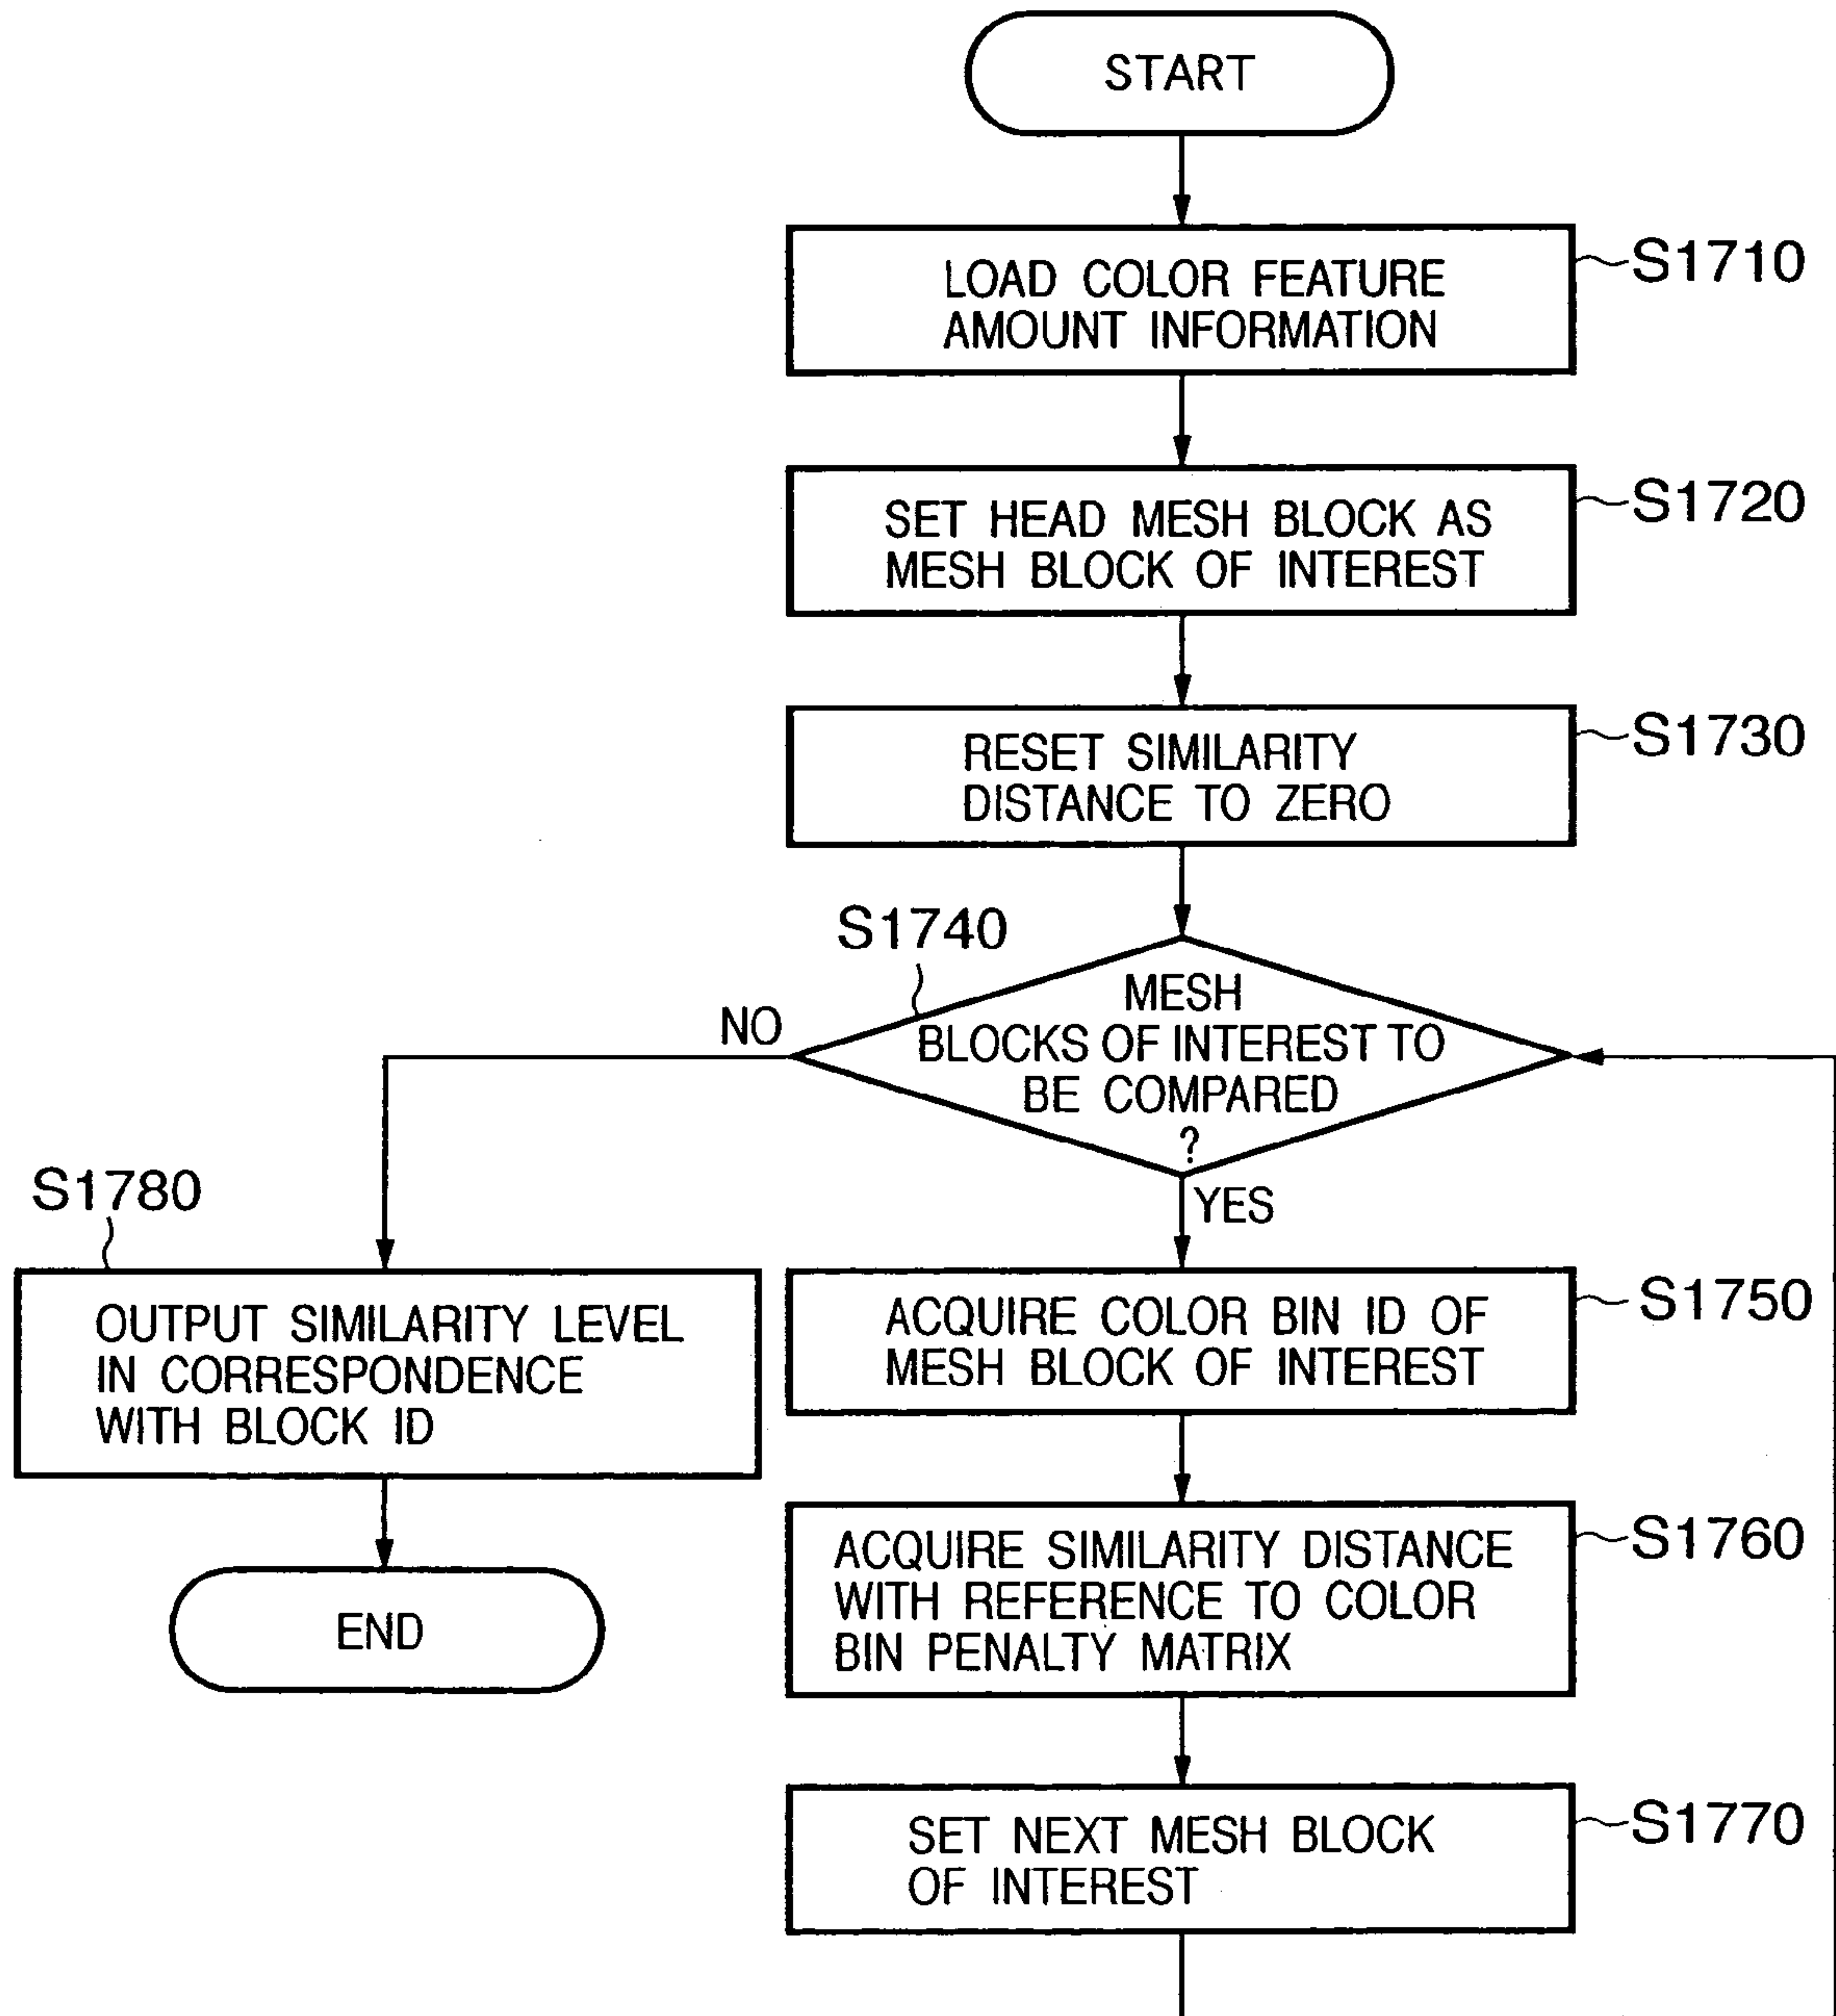 START
LOAD COLOR FEATURE
AMOUNT INFORMATION
S1710
SET HEAD MESH BLOCK AS
MESH BLOCK OF INTEREST
S1720
RESET SIMILARITY
DISTANCE TO ZERO
S1730
S1740
MESH
BLOCKS OF INTEREST TO
BE COMPARED
?
NO
YES
S1780
OUTPUT SIMILARITY LEVEL
IN CORRESPONDENCE
WITH BLOCK ID
END
ACQUIRE COLOR BIN ID OF
MESH BLOCK OF INTEREST
S1750
ACQUIRE SIMILARITY DISTANCE
WITH REFERENCE TO COLOR
BIN PENALTY MATRIX
S1760
SET NEXT MESH BLOCK
OF INTEREST
S1770